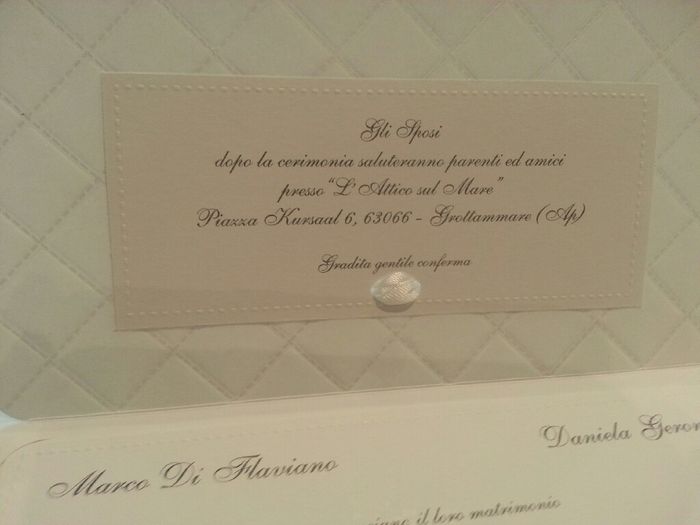 Gli Sposi
dopo la cerimonia saluteranno parenti ed amici
presso "L' Attico sul Mare"
Piazza Kursaal 6, 63066 - Grottammare (Ap)
Gradita gentile conferma
Marco Di Flaviano
Daniela
il loro matrimonio